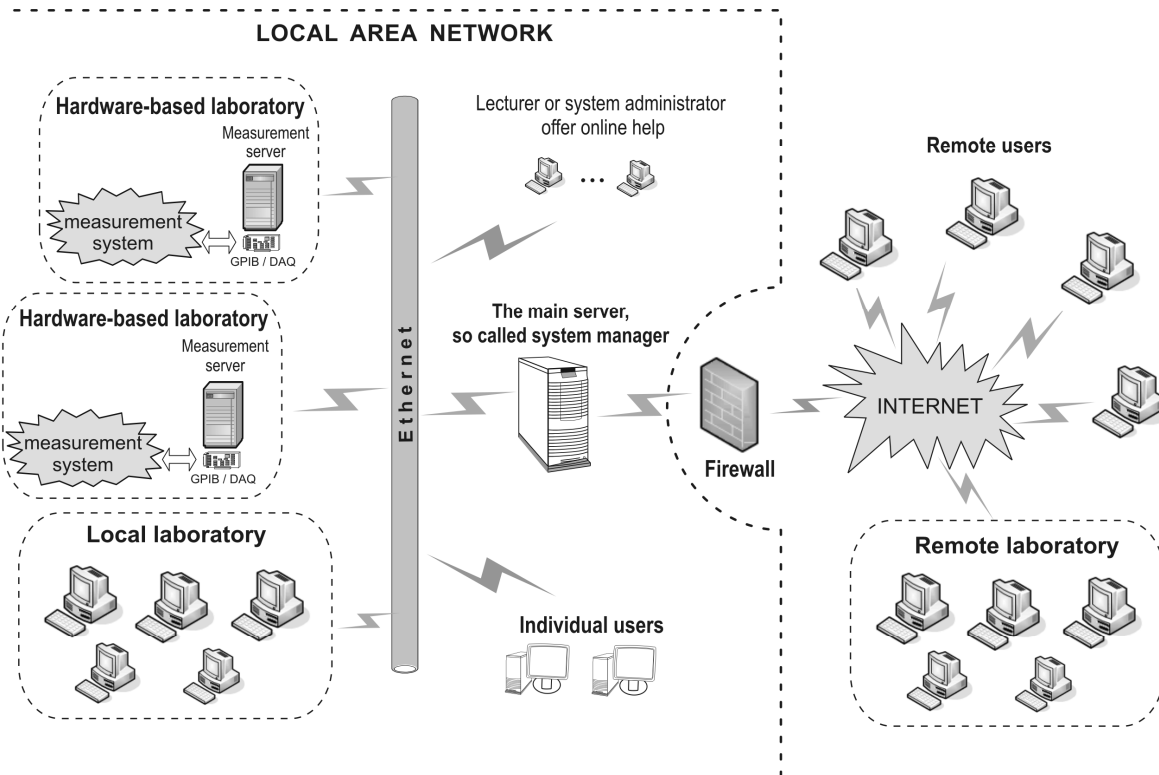 LOCAL AREA NETWORK
Hardware-based laboratory
Measurement
server
measurement
system
GPIB / DAQ
Hardware-based laboratory
Measurement
server
measurement
system
GPIB / DAQ
Local laboratory
Ethernet
Lecturer or system administrator
offer online help
The main server,
so called system manager
Individual users
Firewall
Remote users
INTERNET
Remote laboratory